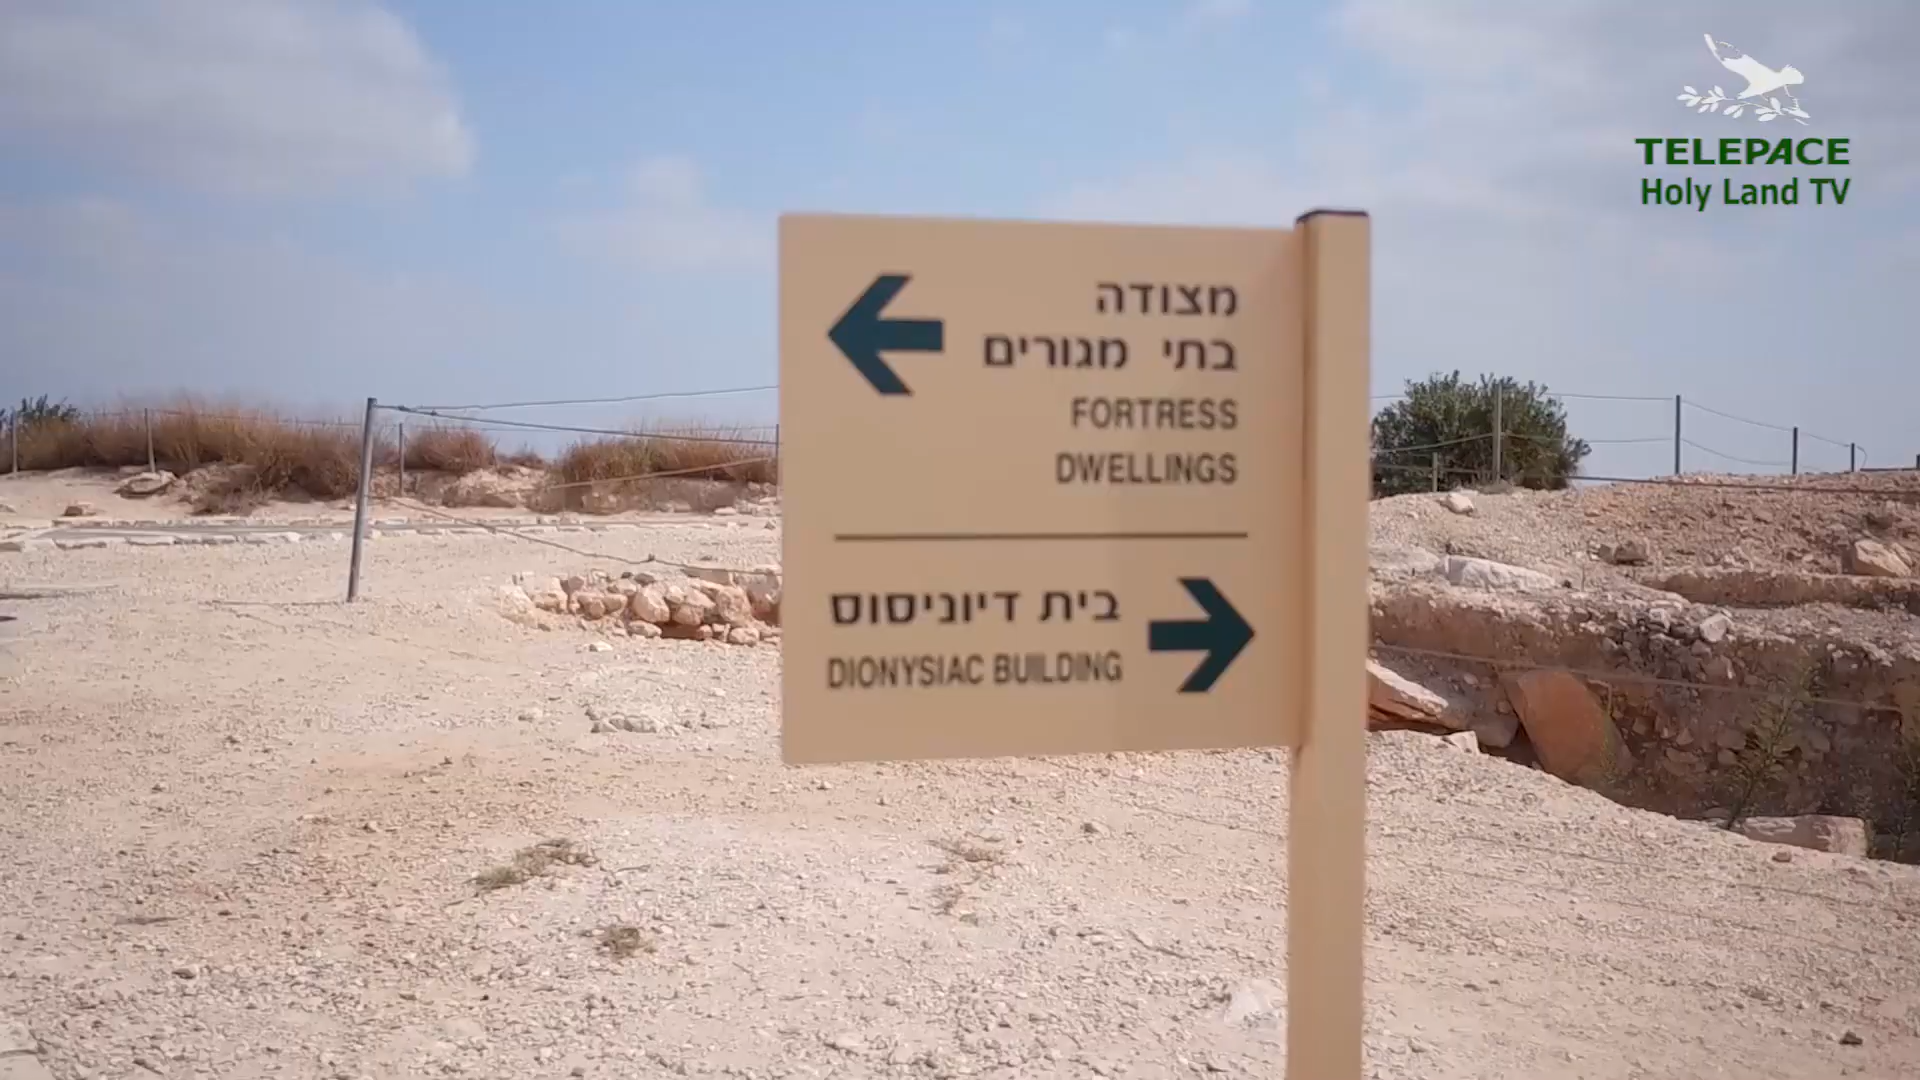 TELEPACE
Holy Land TV
מצודה
בתי מגורים
FORTRESS
DWELLINGS
בית דיוניסוס
DIONYSIAC BUILDING